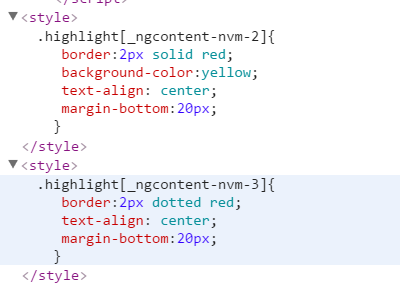 </script>
▼<style>
.highlight[_ngcontent-nvm-2]{
border:2px solid red;
background-color:yellow;
text-align: center;
margin-bottom:20px;
}
</style>
▼<style>
.highlight[_ngcontent-nvm-3]{
border:2px dotted red;
text-align: center;
margin-bottom:20px;
}
</style>